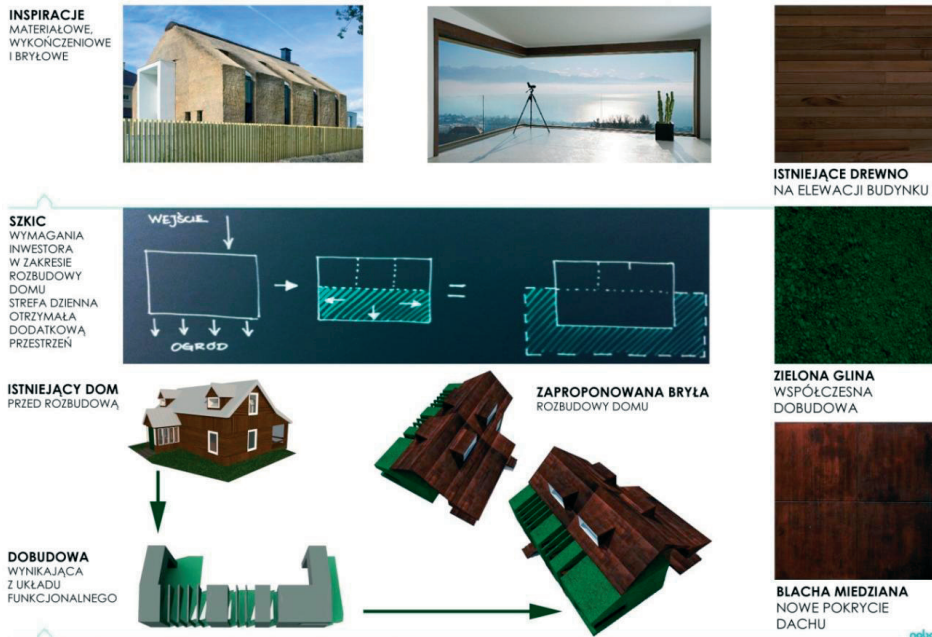 INSPIRACJE
MATERIAŁOWE,
WYKOŃCZENIOWE
I BRYŁOWE
ISTNIEJĄCE DREWNO
NA ELEWACJI BUDYNKU
SZKIC
WYMAGANIA
INWESTORA
W ZAKRESIE
ROZBUDOWY
DOMU
STREFA DZIENNA
OTRZYMAŁA
DODATKOWĄ
PRZESTRZEŃ
WEJŚCIE
OGRÓD
ZIELONA GLINA
WSPÓŁCZESNA
DOBUDOWA
ISTNIEJĄCY DOM
PRZED ROZBUDOWĄ
ZAPROPONOWANA BRYŁA
ROZBUDOWY DOMU
DOBUDOWA
WYNIKAJĄCA
Z UKŁADU
FUNKCJONALNEGO
BLACHA MIEDZIANA
NOWE POKRYCIE
DACHU